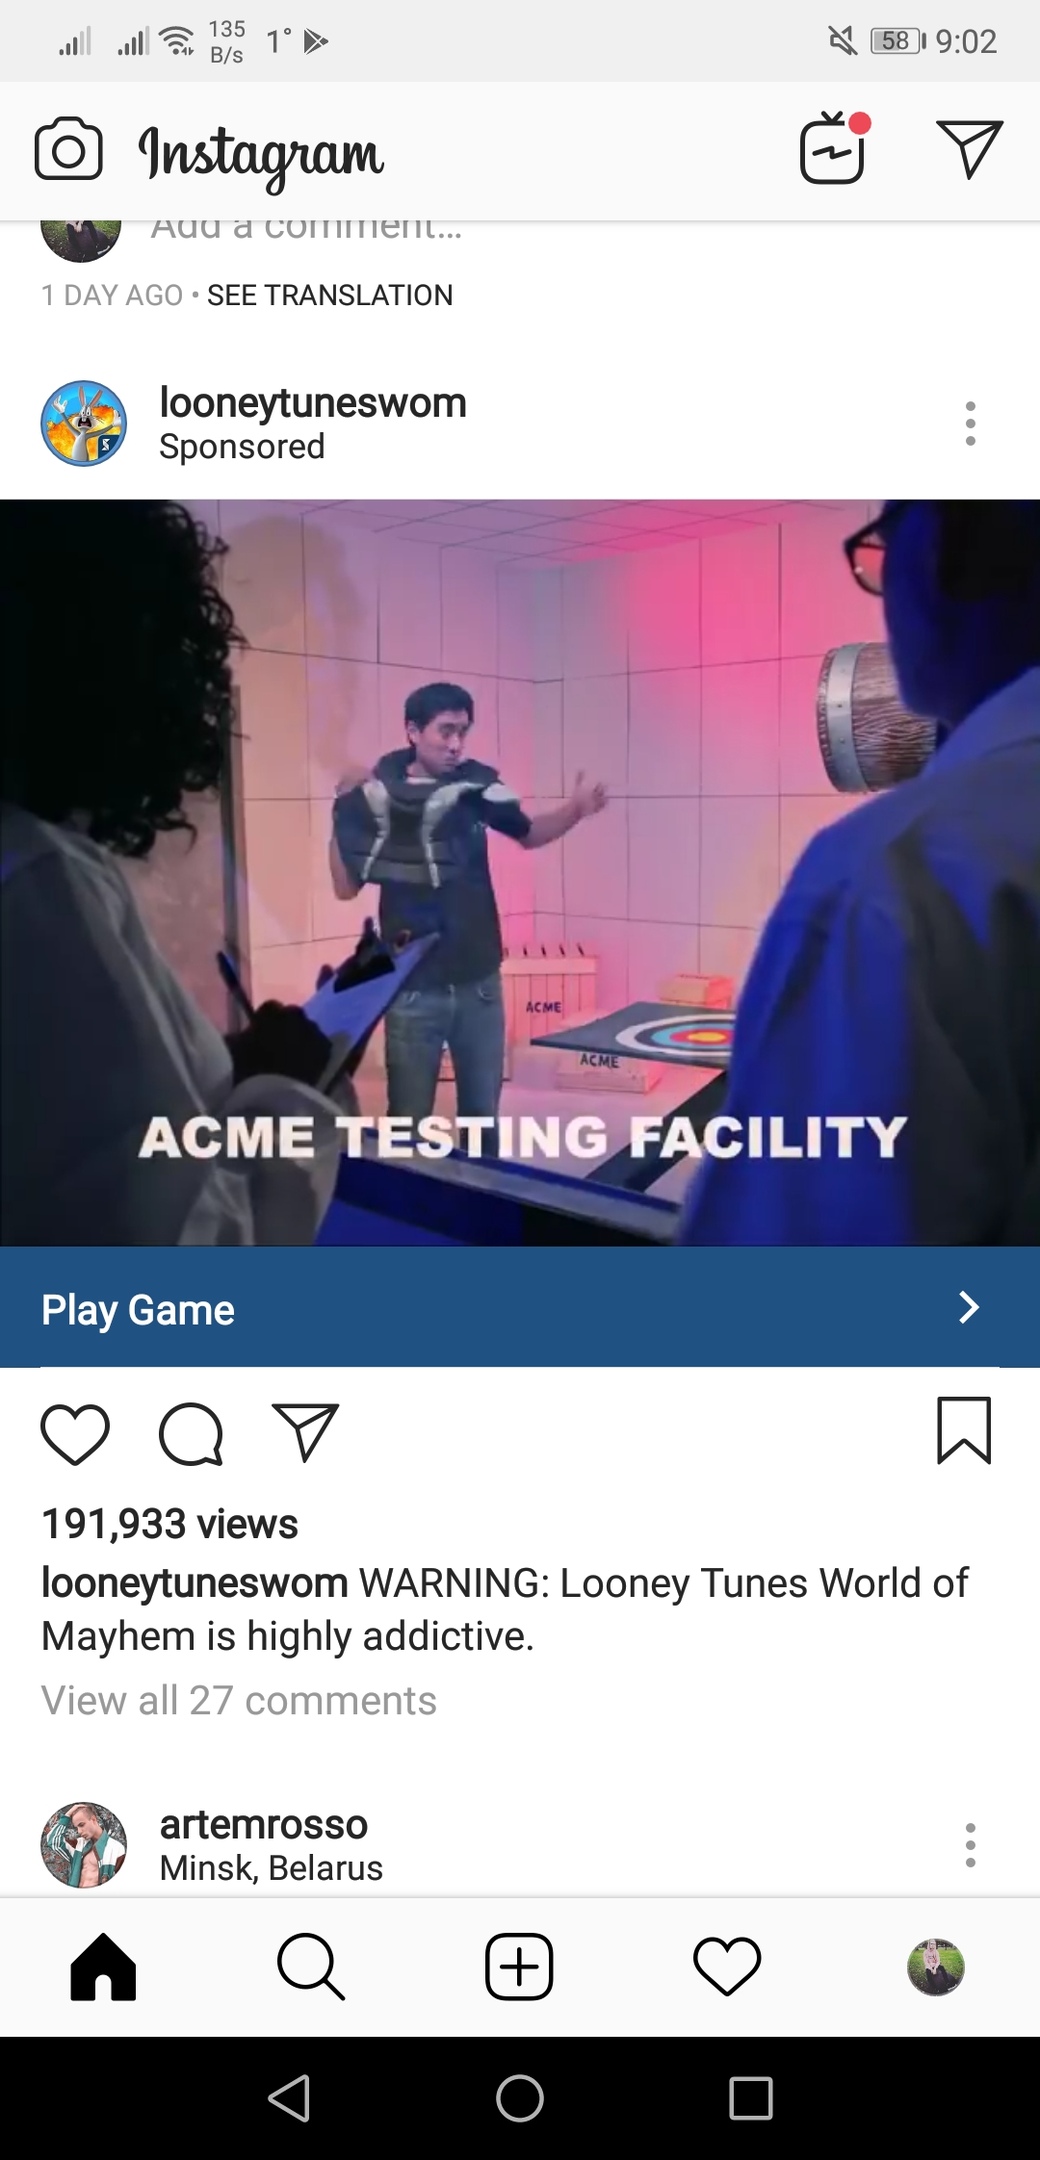 135
B/s
1°
58
9:02
Instagram
Add a comment...
1 DAY AGO • SEE TRANSLATION
looneytuneswom
Sponsored
ACME
ACME
ACME TESTING FACILITY
Play Game
191,933 views
looneytuneswom WARNING: Looney Tunes World of
Mayhem is highly addictive.
View all 27 comments
artemrosso
Minsk, Belarus